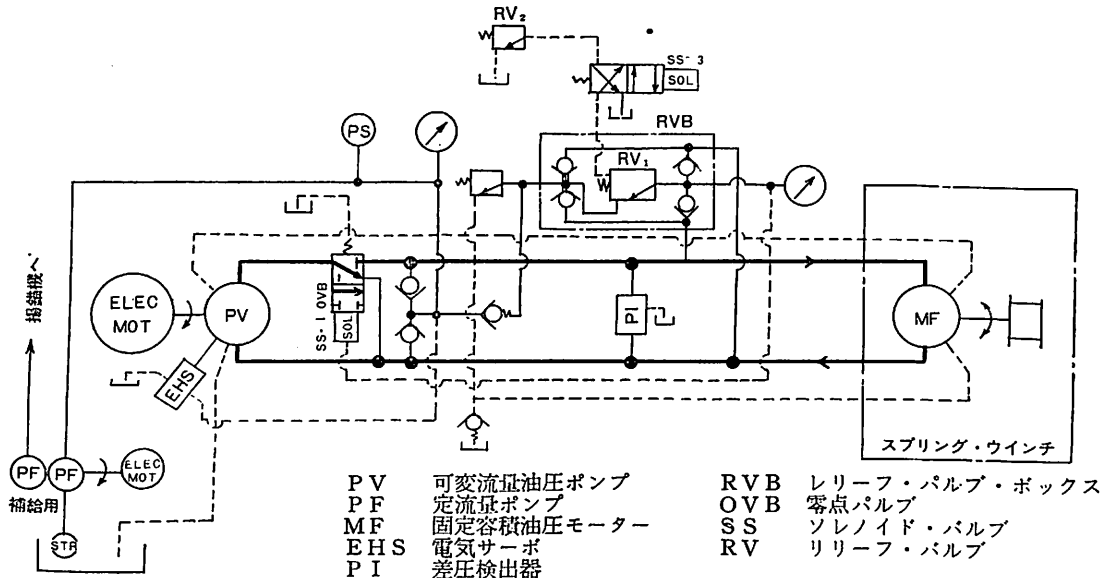 RV₂
SS-3
SOL
RVB
PS
RV₁
揚錨機へ
ELEC
MOT
PV
SS-1 OVB
SOL
PI
MF
EHS
スプリング・ウインチ
PF
PF
ELEC
MOT
補給用
STR
PV 可変流量油圧ポンプ
PF 定流量ポンプ
MF 固定容積油圧モーター
EHS 電気サーボ
PI 差圧検出器
RVB レリーフ・バルブ・ボックス
OVB 零点バルブ
SS ソレノイド・バルブ
RV リリーフ・バルブ